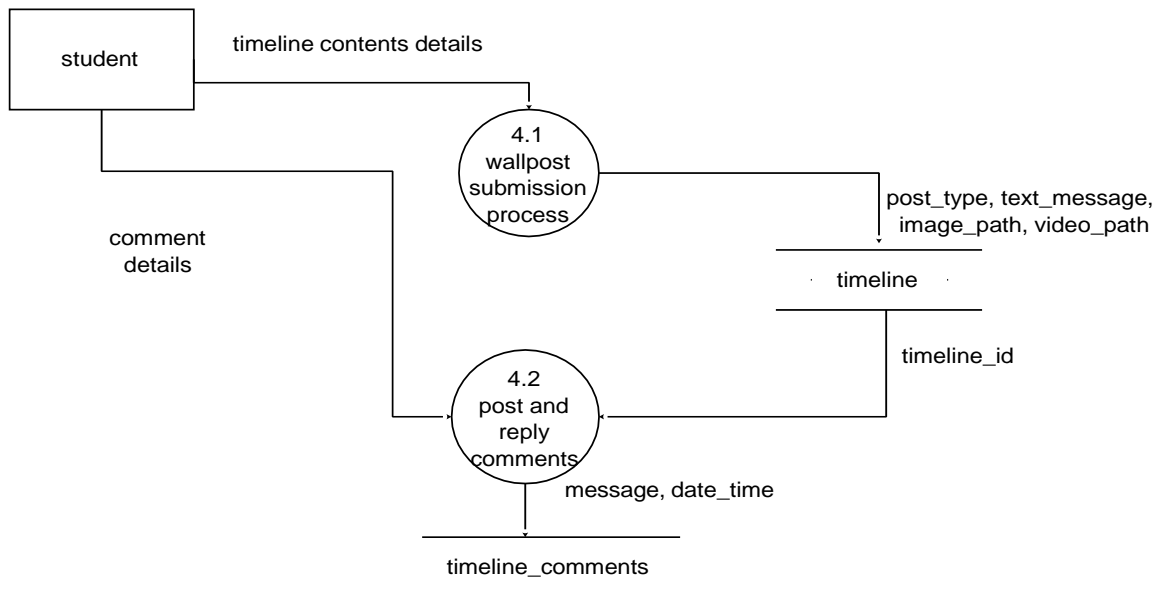 student
timeline contents details
4.1
wallpost
submission
process
post_type, text_message,
image_path, video_path
comment
details
timeline
timeline_id
4.2
post and
reply
comments
message, date_time
timeline_comments